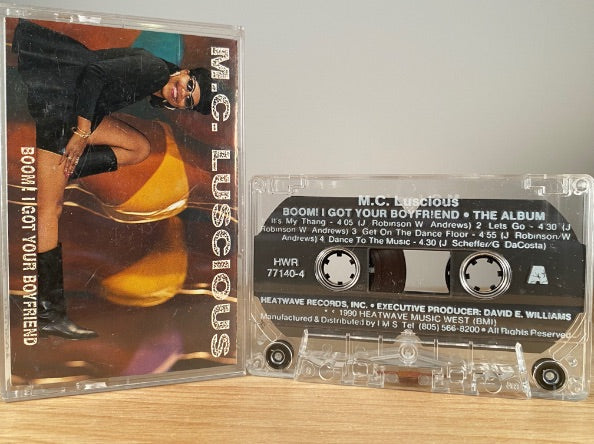 M.C. LUSCIOUS
BOOM! I GOT YOUR BOYFRIEND
M.C. Luscious
BOOM! I GOT YOUR BOYFRIEND • THE ALBUM
It's My Thang - 4 05 (J Robinson W Andrews) 2 Lets Go - 4 30 (J
Robinson W Andrews) 3 Get On The Dance Floor - 4 55 (J Robinson/W
Andrews) 4 Dance To The Music - 4.30 (J Scheffer/G DaCosta)
HWR
77140-4
A
HEATWAVE RECORDS, INC. • EXECUTIVE PRODUCER: DAVID E. WILLIAMS
1990 HEATWAVE MUSIC WEST (BMI)
Manufactured & Distributed by I M S Tel (805) 566-8200 • All Rights Reserved